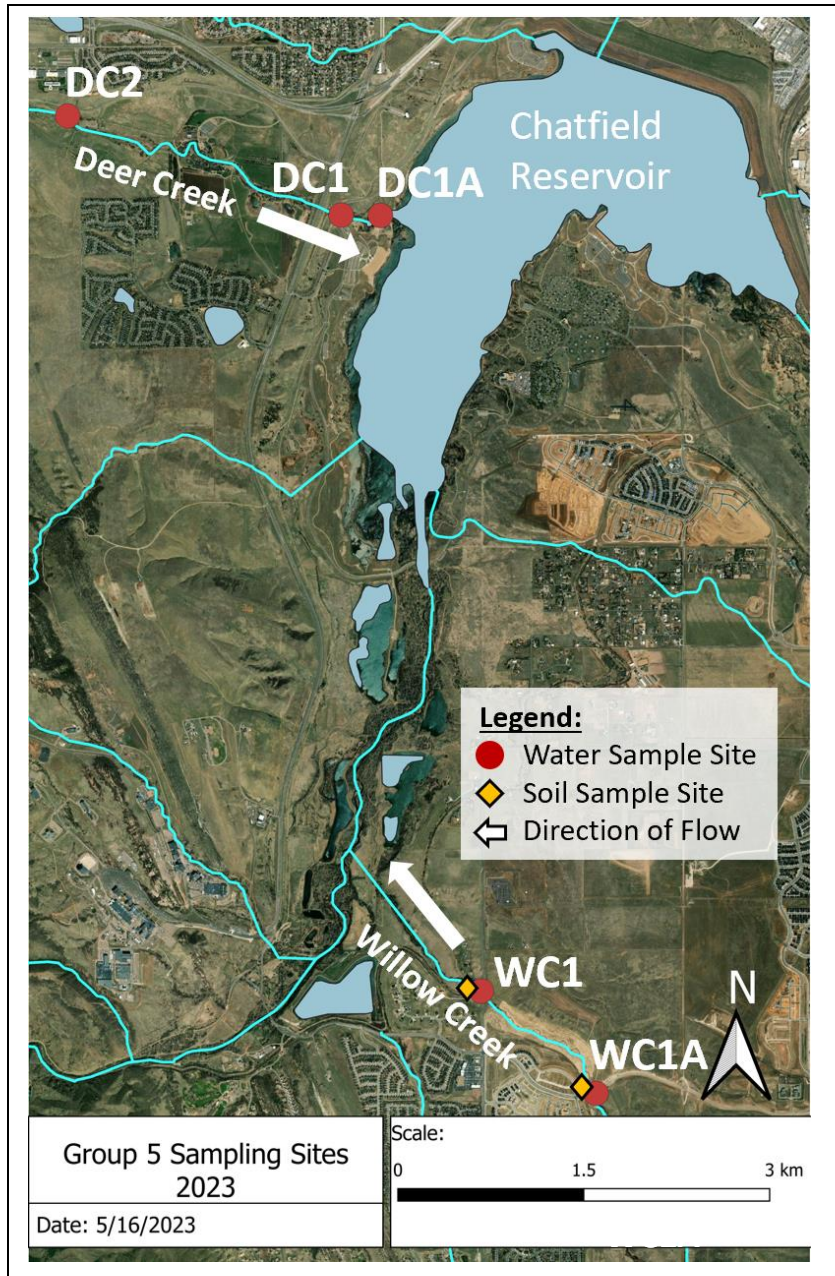 DC2
Deer Creek
DC1
DC1A
Chatfield
Reservoir
Legend:
Water Sample Site
Soil Sample Site
Direction of Flow
Willow Creek
WC1
N
WC1A
Group 5 Sampling Sites
2023
Date: 5/16/2023
Scale:
0 1.5 3 km